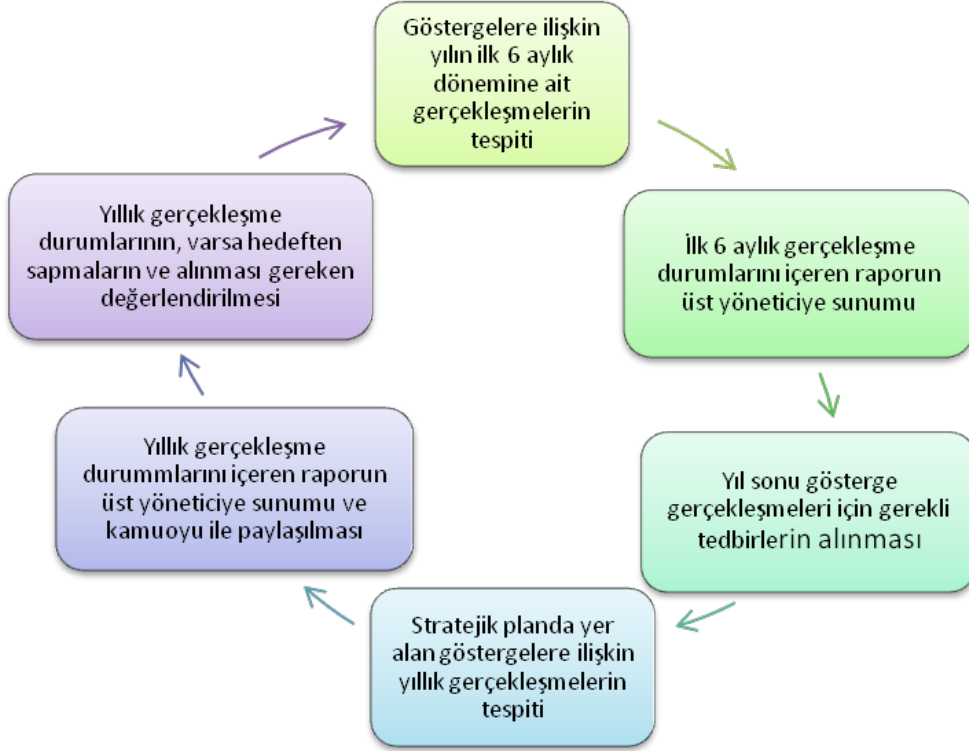 Göstergelere ilişkin
yılın ilk 6 aylık
dönemine ait
gerçekleşmelerin
tespiti
İlk 6 aylık gerçekleşme
durumlarını içeren raporun
üst yöneticiye sunumu
Yıl sonu gösterge
gerçekleşmeleri için gerekli
tedbirlerin alınması
Stratejik planda yer
alan göstergelere ilişkin
yıllık gerçekleşmelerin
tespiti
Yıllık gerçekleşme
durummlarını içeren raporun
üst yöneticiye sunumu ve
kamuoyu ile paylaşılması
Yıllık gerçekleşme
durumlarının, varsa hedeften
sapmaların ve alınması gereken
değerlendirilmesi